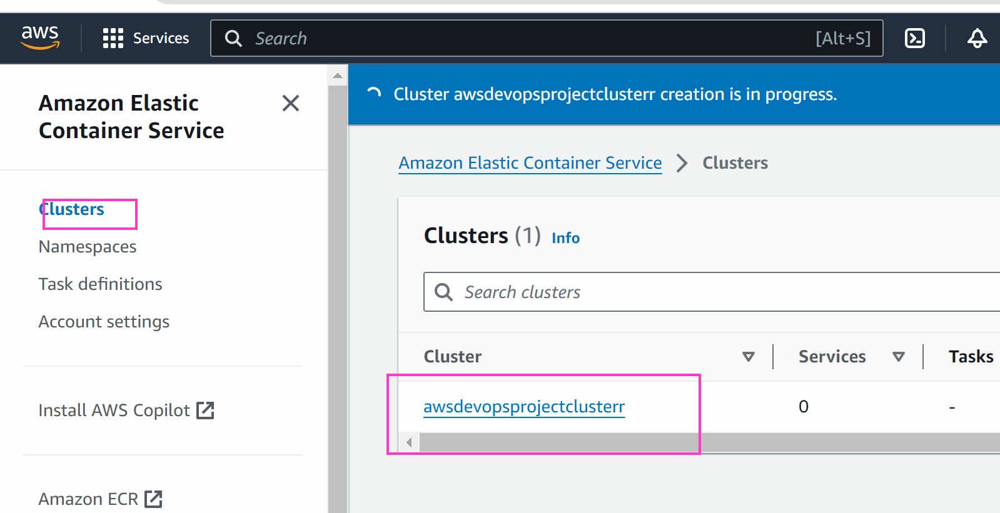 aws
Services
Search
[Alt+S]
Amazon Elastic
Container Service
Clusters
Namespaces
Task definitions
Account settings
Install AWS Copilot
Amazon ECR
Cluster awsdevopsprojectclusterr creation is in progress.
Amazon Elastic Container Service > Clusters
Clusters (1) Info
Search clusters
Cluster Services Tasks
awsdevopsprojectclusterr 0 -